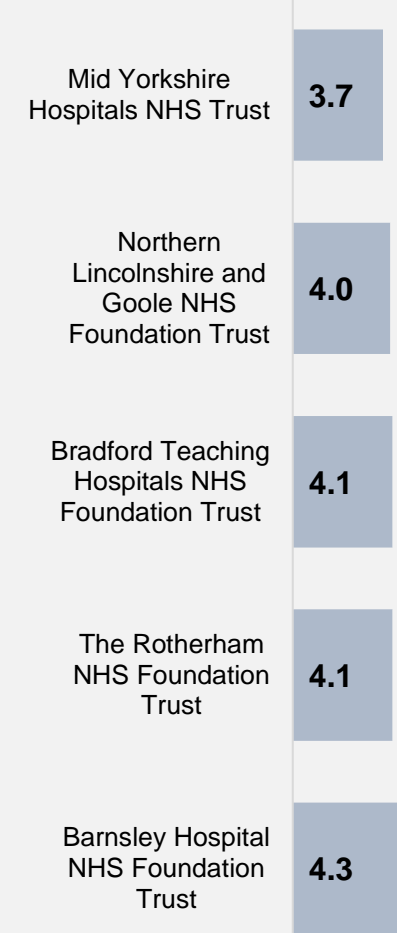 Mid Yorkshire
Hospitals NHS Trust
3.7
Northern
Lincolnshire and
Goole NHS
Foundation Trust
4.0
Bradford Teaching
Hospitals NHS
Foundation Trust
4.1
The Rotherham
NHS Foundation
Trust
4.1
Barnsley Hospital
NHS Foundation
Trust
4.3